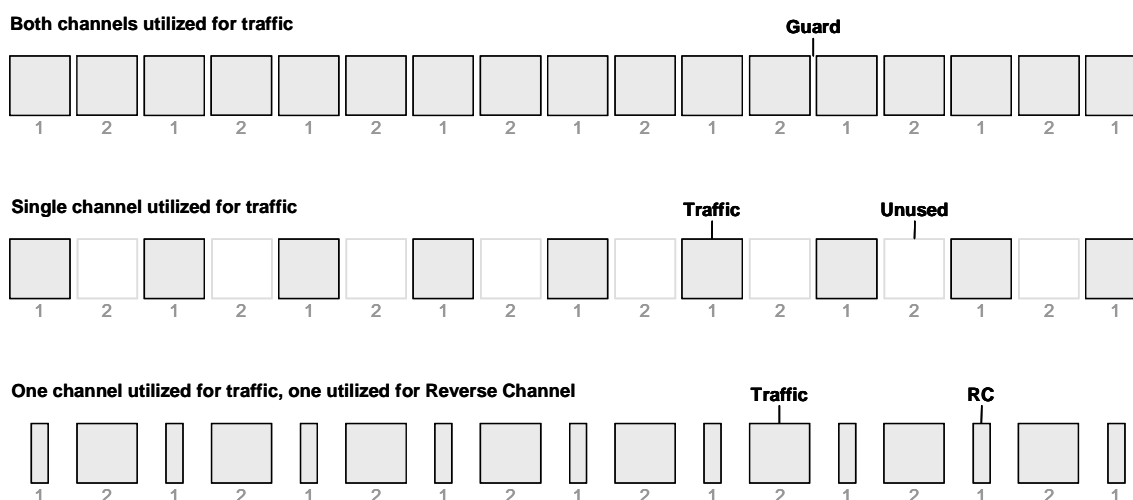 Both channels utilized for traffic
Guard
1 2 1 2 1 2 1 2 1 2 1 2 1 2 1 2 1
Single channel utilized for traffic
Traffic Unused
1 2 1 2 1 2 1 2 1 2 1 2 1 2 1 2 1
One channel utilized for traffic, one utilized for Reverse Channel
Traffic RC
1 2 1 2 1 2 1 2 1 2 1 2 1 2 1 2 1